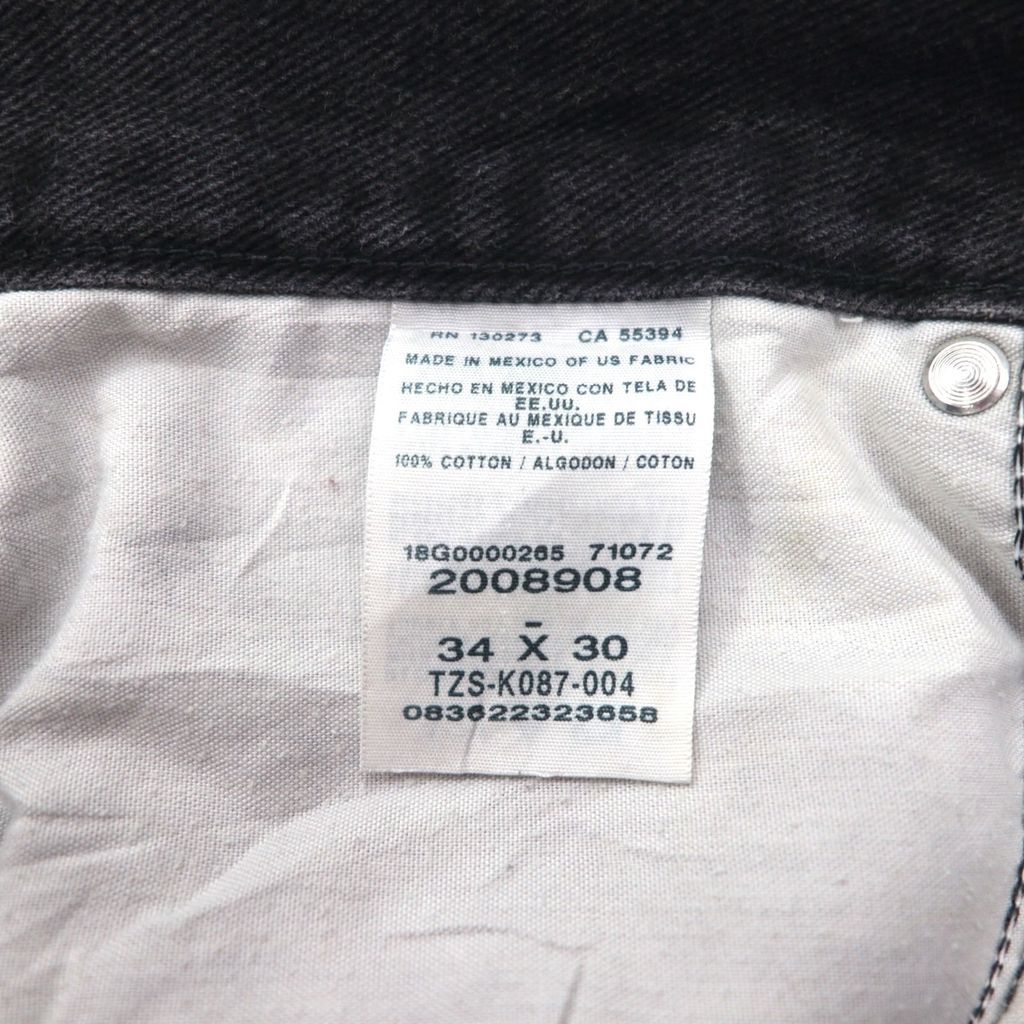 RN 130273 CA 55394
MADE IN MEXICO OF US FABRIC
HECHO EN MEXICO CON TELA DE
EE.UU.
FABRIQUE AU MEXIQUE DE TISSU
E.-U.
100% COTTON / ALGODON / COTON
18G0000265 71072
2008908
-
34 X 30
TZS-K087-004
083622323658